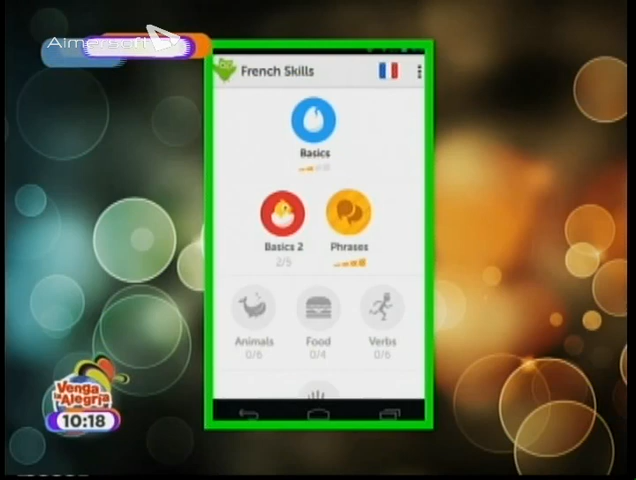 Aimersoft
French Skills
Basics
Basics 2
Phrases
2/5
Animals
Food
Verbs
0/6
0/4
0/6
Venga
la Alegría
10:18